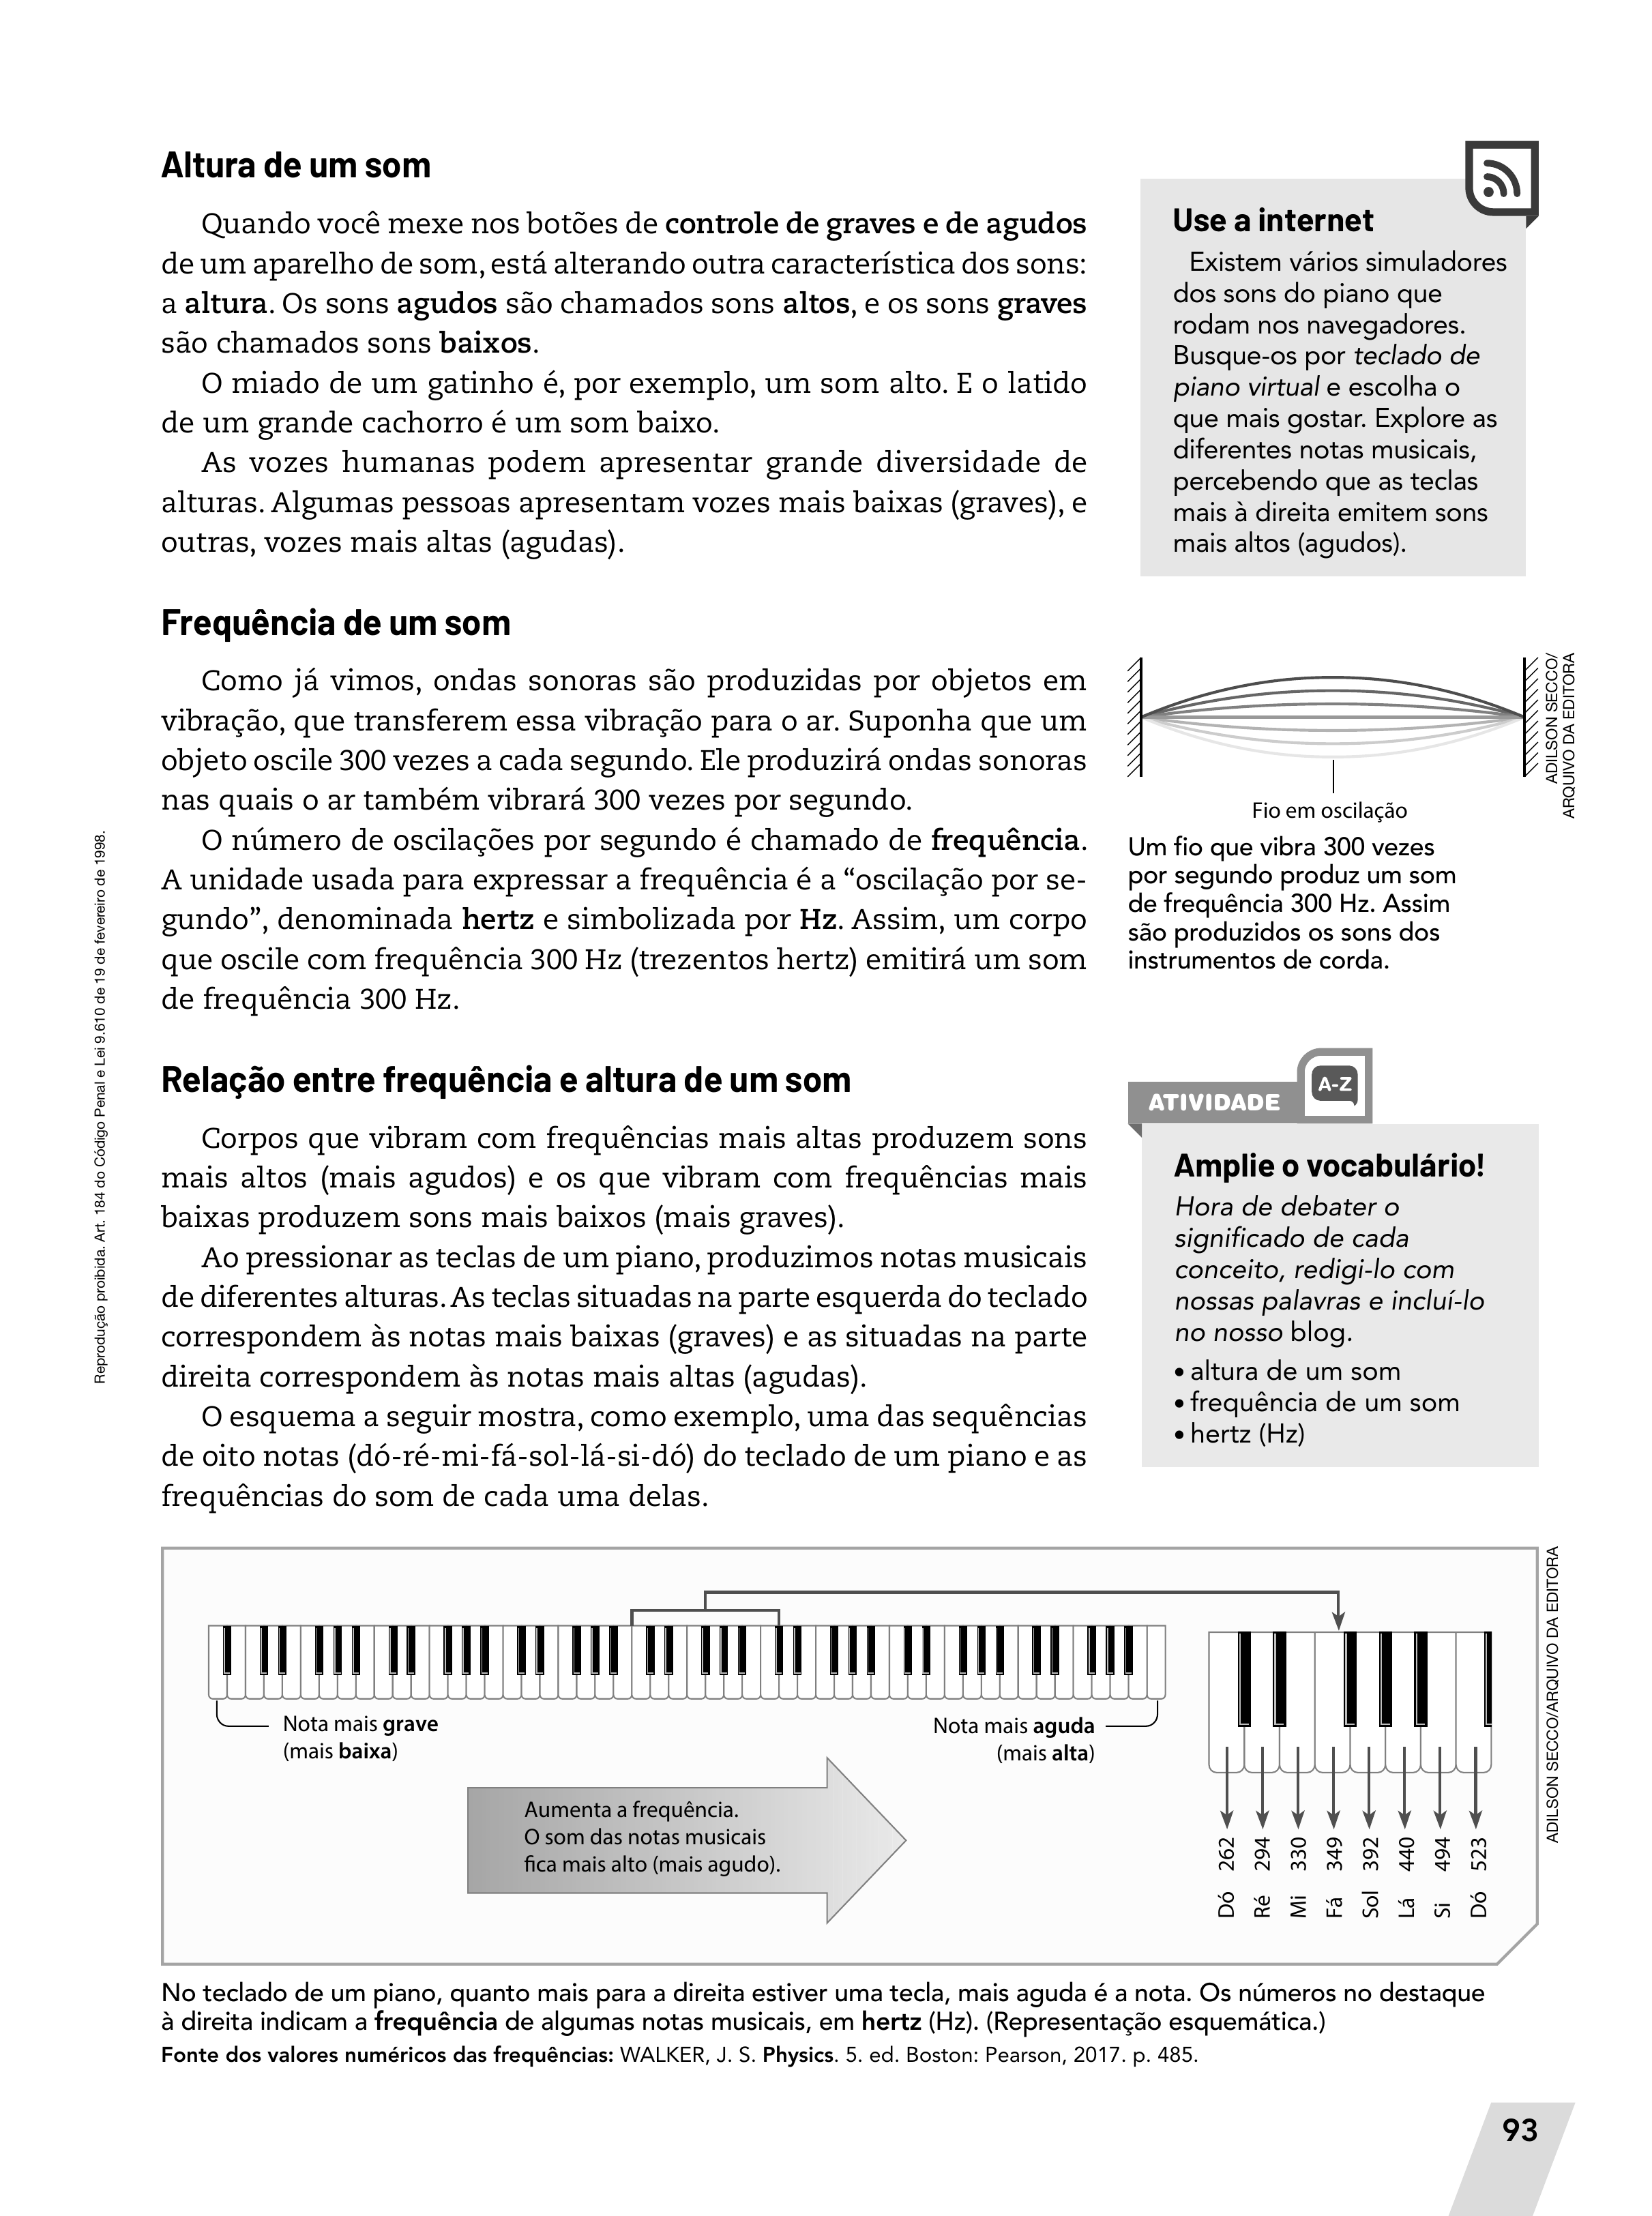 Altura de um som
Quando você mexe nos botões de controle de graves e de agudos
de um aparelho de som, está alterando outra característica dos sons:
a altura. Os sons agudos são chamados sons altos, e os sons graves
são chamados sons baixos.
O miado de um gatinho é, por exemplo, um som alto. E o latido
de um grande cachorro é um som baixo.
As vozes humanas podem apresentar grande diversidade de
alturas. Algumas pessoas apresentam vozes mais baixas (graves), e
outras, vozes mais altas (agudas).
Use a internet
Existem vários simuladores
dos sons do piano que
rodam nos navegadores.
Busque-os por teclado de
piano virtual e escolha o
que mais gostar. Explore as
diferentes notas musicais,
percebendo que as teclas
mais à direita emitem sons
mais altos (agudos).
Frequência de um som
Como já vimos, ondas sonoras são produzidas por objetos em
vibração, que transferem essa vibração para o ar. Suponha que um
objeto oscile 300 vezes a cada segundo. Ele produzirá ondas sonoras
nas quais o ar também vibrará 300 vezes por segundo.
O número de oscilações por segundo é chamado de frequência.
A unidade usada para expressar a frequência é a “oscilação por se-
gundo”, denominada hertz e simbolizada por Hz. Assim, um corpo
que oscile com frequência 300 Hz (trezentos hertz) emitirá um som
de frequência 300 Hz.
Fio em oscilação
ADILSON SECCO/
ARQUIVO DA EDITORA
Um fio que vibra 300 vezes
por segundo produz um som
de frequência 300 Hz. Assim
são produzidos os sons dos
instrumentos de corda.
Relação entre frequência e altura de um som
Corpos que vibram com frequências mais altas produzem sons
mais altos (mais agudos) e os que vibram com frequências mais
baixas produzem sons mais baixos (mais graves).
Ao pressionar as teclas de um piano, produzimos notas musicais
de diferentes alturas. As teclas situadas na parte esquerda do teclado
correspondem às notas mais baixas (graves) e as situadas na parte
direita correspondem às notas mais altas (agudas).
O esquema a seguir mostra, como exemplo, uma das sequências
de oito notas (dó-ré-mi-fá-sol-lá-si-dó) do teclado de um piano e as
frequências do som de cada uma delas.
ATIVIDADE
A-Z
Amplie o vocabulário!
Hora de debater o
significado de cada
conceito, redigi-lo com
nossas palavras e incluí-lo
no nosso blog.
• altura de um som
• frequência de um som
• hertz (Hz)
Nota mais grave
(mais baixa)
Nota mais aguda
(mais alta)
Aumenta a frequência.
O som das notas musicais
fica mais alto (mais agudo).
Dó 262
Ré 294
Mi 330
Fá 349
Sol 392
Lá 440
Si 494
Dó 523
ADILSON SECCO/ARQUIVO DA EDITORA
No teclado de um piano, quanto mais para a direita estiver uma tecla, mais aguda é a nota. Os números no destaque
à direita indicam a frequência de algumas notas musicais, em hertz (Hz). (Representação esquemática.)
Fonte dos valores numéricos das frequências: WALKER, J. S. Physics. 5. ed. Boston: Pearson, 2017. p. 485.
Reprodução proibida. Art. 184 do Código Penal e Lei 9.610 de 19 de fevereiro de 1998.
93